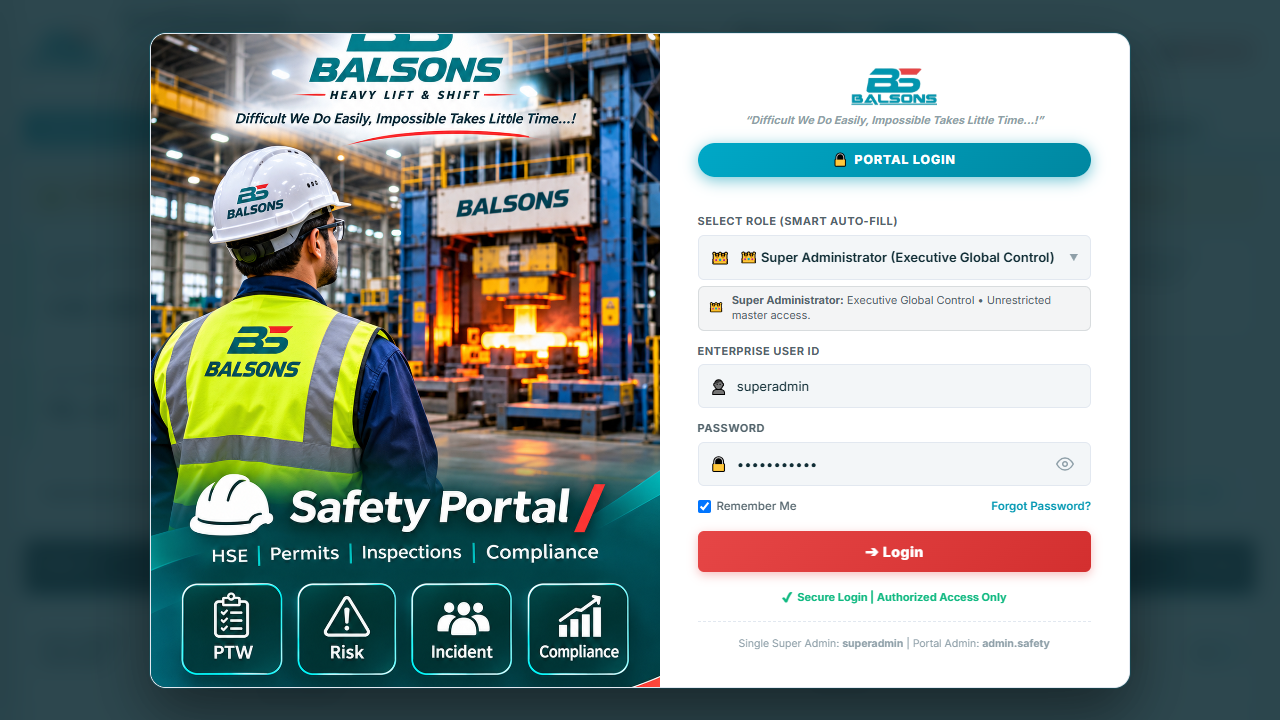 BALSONS
HEAVY LIFT & SHIFT
Difficult We Do Easily, Impossible Takes Little Time...!
BALSONS
BALSONS
BALSONS
Safety Portal
HSE | Permits | Inspections | Compliance
PTW
Risk
Incident
Compliance
BALSONS
"Difficult We Do Easily, Impossible Takes Little Time...!"
PORTAL LOGIN
SELECT ROLE (SMART AUTO-FILL)
Super Administrator (Executive Global Control)
Super Administrator: Executive Global Control • Unrestricted
master access.
ENTERPRISE USER ID
superadmin
PASSWORD
•••••••••••
Remember Me
Forgot Password?
➔ Login
✔ Secure Login | Authorized Access Only
Single Super Admin: superadmin | Portal Admin: admin.safety